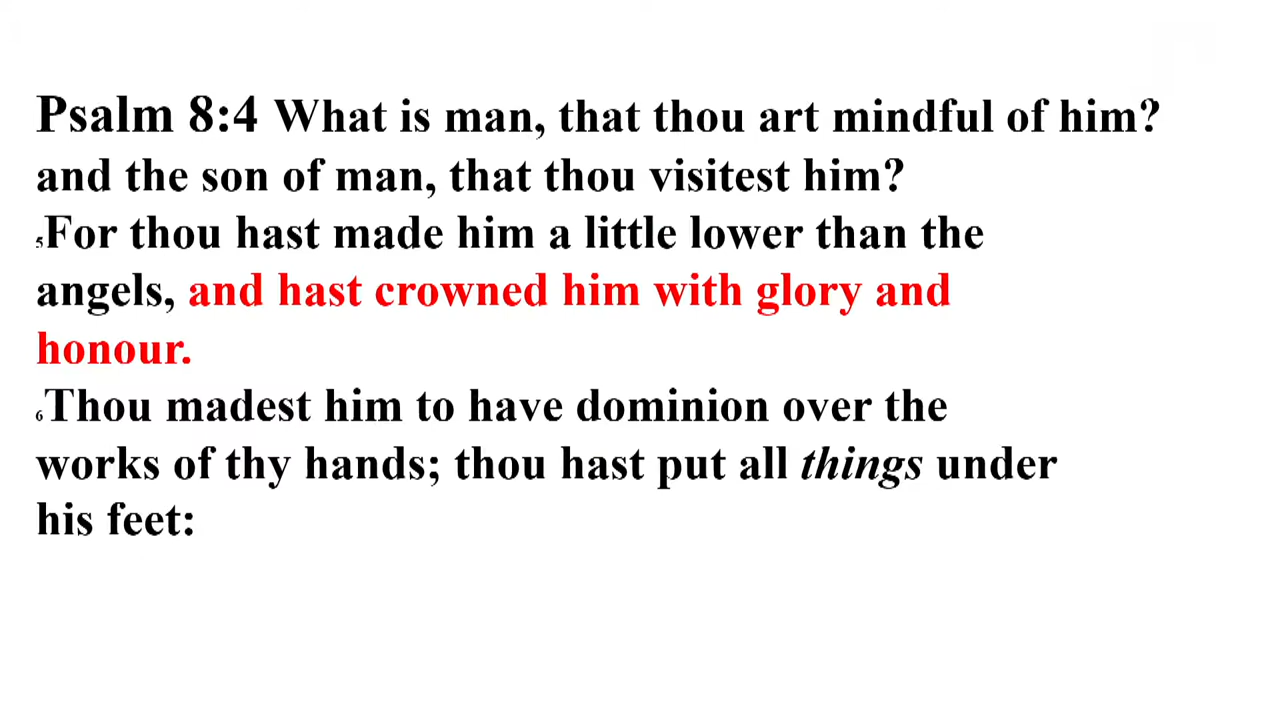 Psalm 8:4 What is man, that thou art mindful of him?
and the son of man, that thou visitest him?
5For thou hast made him a little lower than the
angels, and hast crowned him with glory and
honour.
6Thou madest him to have dominion over the
works of thy hands; thou hast put all things under
his feet: